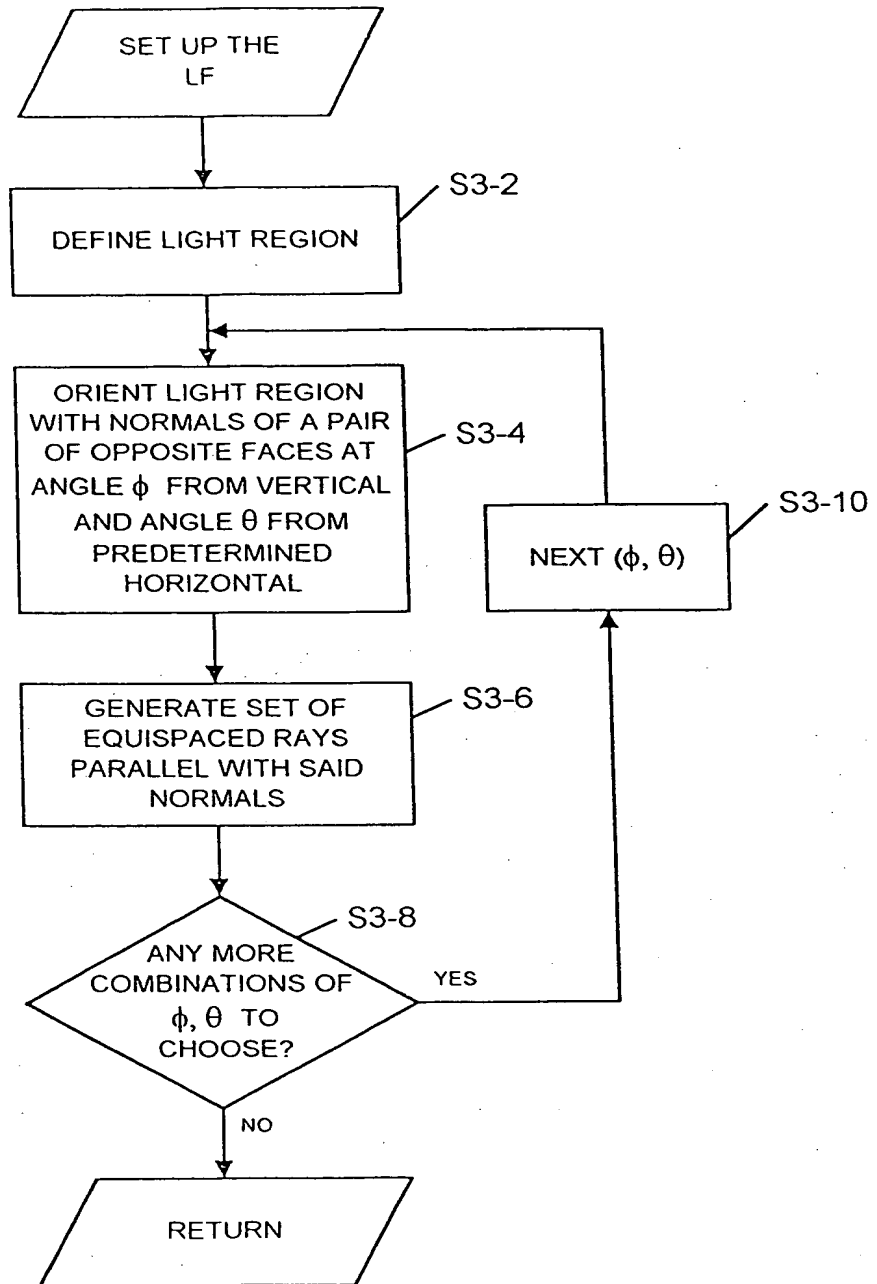 SET UP THE
LF
S3-2
DEFINE LIGHT REGION
ORIENT LIGHT REGION
WITH NORMALS OF A PAIR
OF OPPOSITE FACES AT
ANGLE ϕ FROM VERTICAL
AND ANGLE θ FROM
PREDETERMINED
HORIZONTAL
S3-4
S3-10
NEXT (ϕ, θ)
GENERATE SET OF
EQUISPACED RAYS
PARALLEL WITH SAID
NORMALS
S3-6
S3-8
ANY MORE
COMBINATIONS OF
ϕ, θ TO
CHOOSE?
YES
NO
RETURN